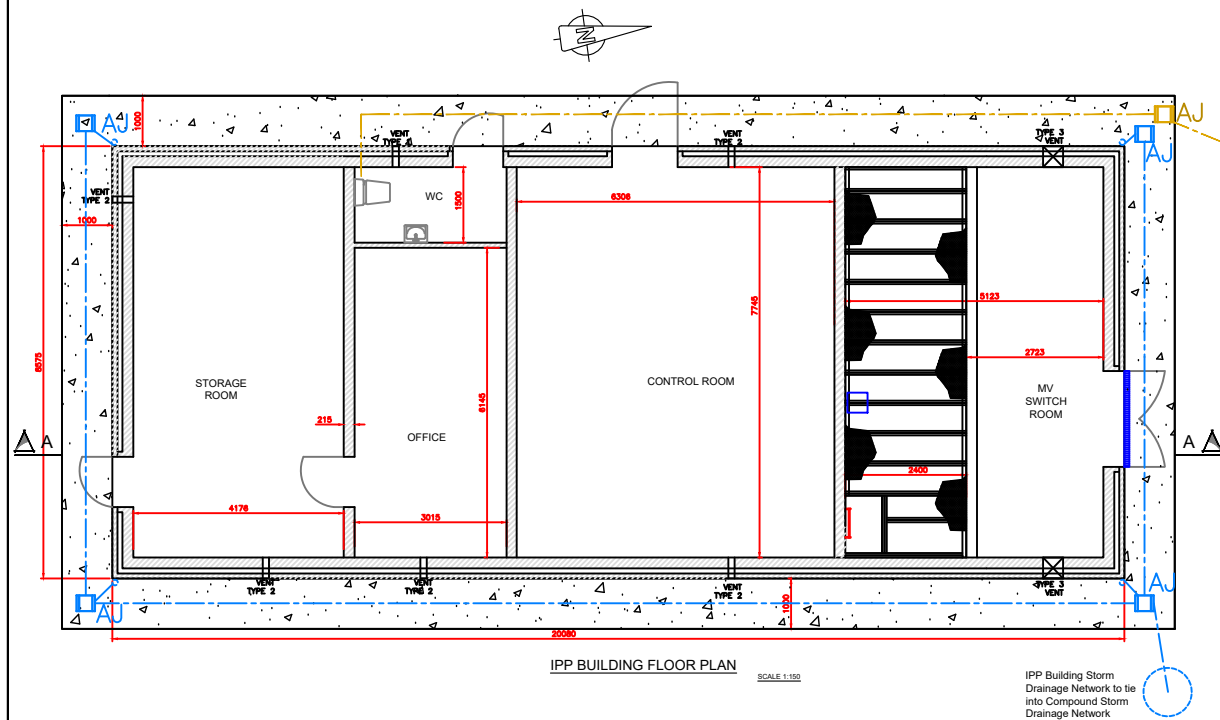 N
AJ
1000
VENT
TYPE 4
VENT
TYPE 2
TYPE 3
VENT
AJ
AJ
VENT
TYPE 2
1000
WC
1500
6306
8575
7745
5123
2723
STORAGE
ROOM
CONTROL ROOM
MV
SWITCH
ROOM
6145
215
OFFICE
A
A
2400
4176
3015
VENT
TYPE 2
VENT
TYPE 2
VENT
TYPE 2
TYPE 3
VENT
AJ
AJ
1000
20080
IPP BUILDING FLOOR PLAN
SCALE 1:150
IPP Building Storm
Drainage Network to tie
into Compound Storm
Drainage Network